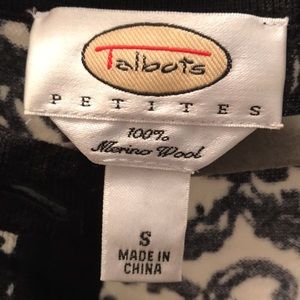 Talbots
PETITES
100%
Merino Wool
S
MADE IN
CHINA